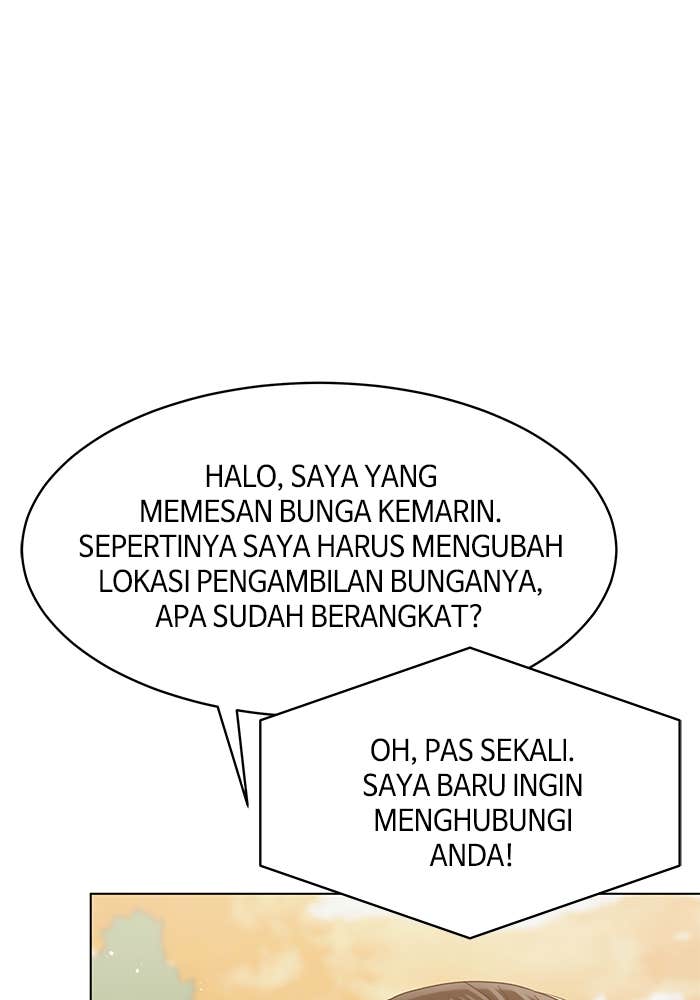 HALO, SAYA YANG
MEMESAN BUNGA KEMARIN.
SEPERTINYA SAYA HARUS MENGUBAH
LOKASI PENGAMBILAN BUNGANYA,
APA SUDAH BERANGKAT?
OH, PAS SEKALI.
SAYA BARU INGIN
MENGHUBUNGI
ANDA!